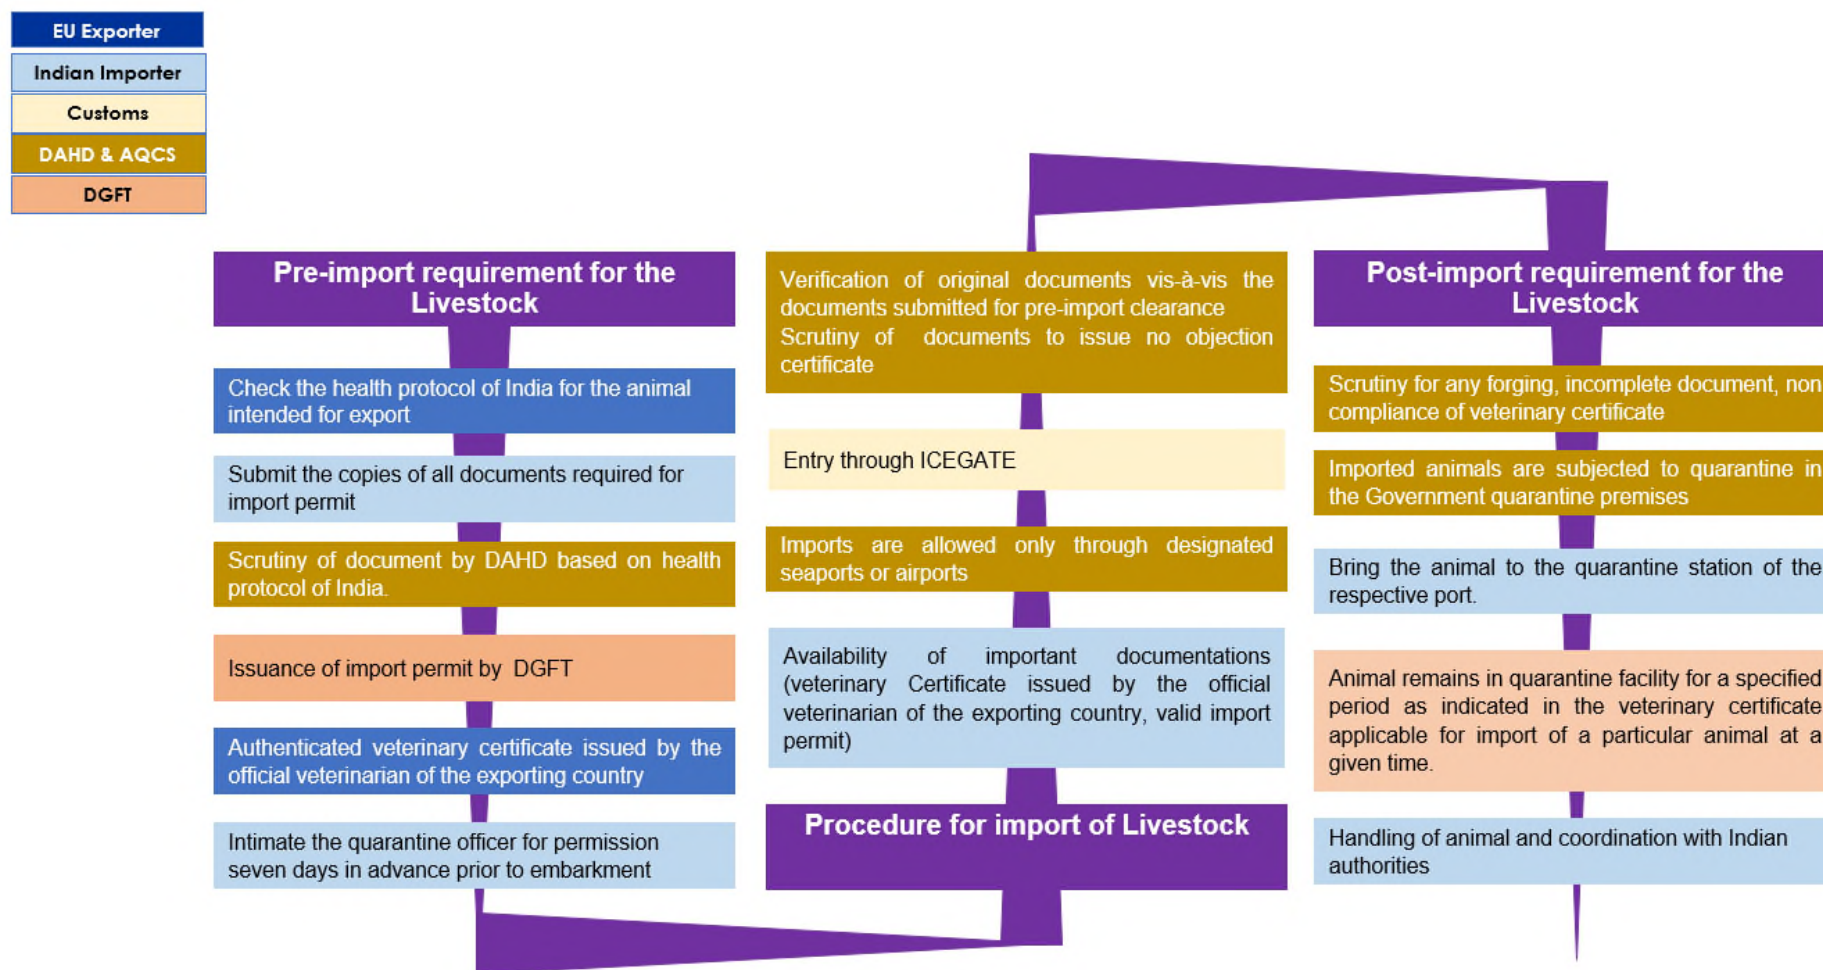 EU Exporter
Indian Importer
Customs
DAHD & AQCS
DGFT
Pre-import requirement for the
Livestock
Check the health protocol of India for the animal
intended for export
Submit the copies of all documents required for
import permit
Scrutiny of document by DAHD based on health
protocol of India.
Issuance of import permit by DGFT
Authenticated veterinary certificate issued by the
official veterinarian of the exporting country
Intimate the quarantine officer for permission
seven days in advance prior to embarkment
Verification of original documents vis-à-vis the
documents submitted for pre-import clearance
Scrutiny of documents to issue no objection
certificate
Entry through ICEGATE
Imports are allowed only through designated
seaports or airports
Availability of important documentations
(veterinary Certificate issued by the official
veterinarian of the exporting country, valid import
permit)
Procedure for import of Livestock
Post-import requirement for the
Livestock
Scrutiny for any forging, incomplete document, non
compliance of veterinary certificate
Imported animals are subjected to quarantine in
the Government quarantine premises
Bring the animal to the quarantine station of the
respective port.
Animal remains in quarantine facility for a specified
period as indicated in the veterinary certificate
applicable for import of a particular animal at a
given time.
Handling of animal and coordination with Indian
authorities